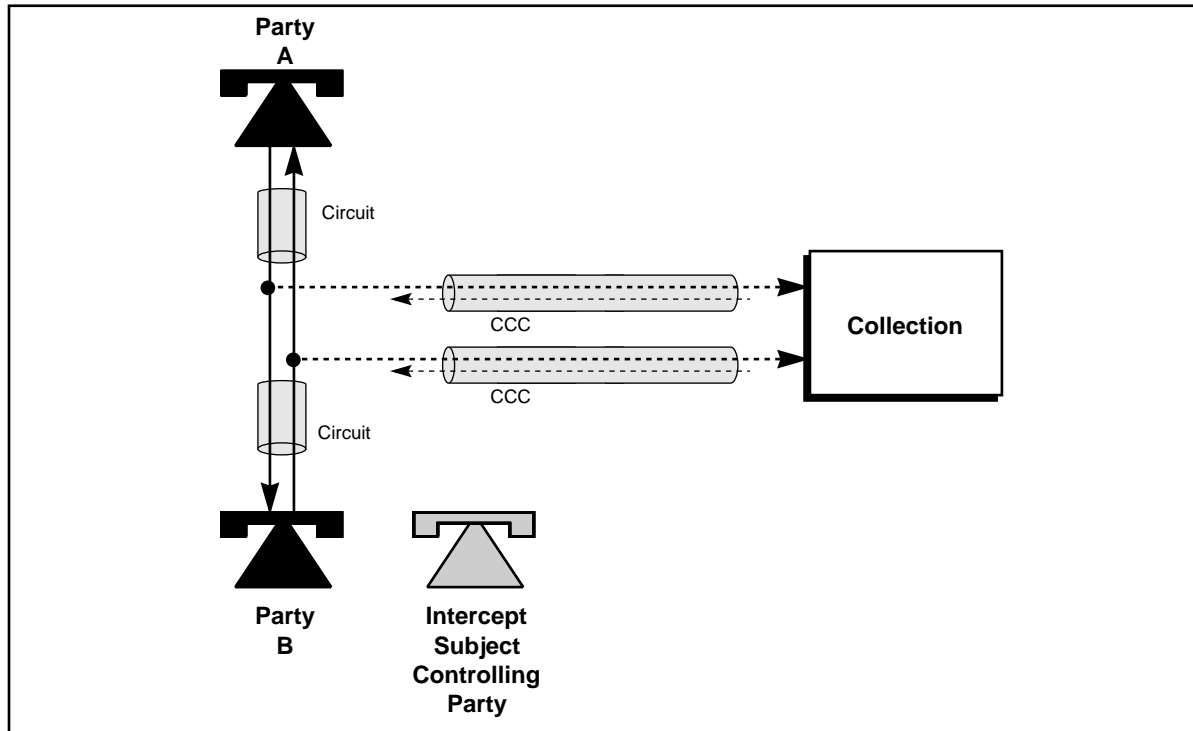 Party
A
Circuit
CCC
Collection
CCC
Circuit
Party
B
Intercept
Subject
Controlling
Party